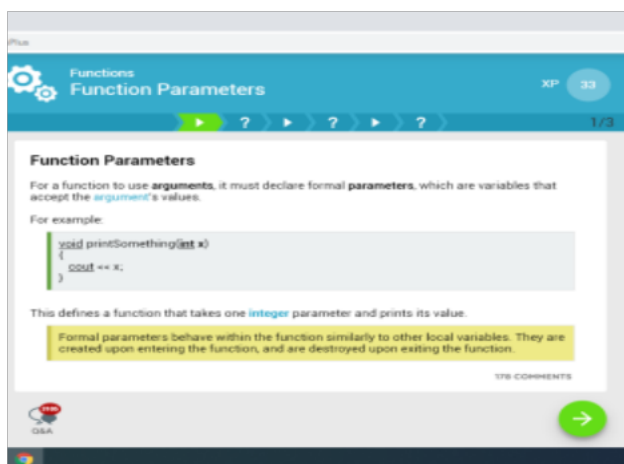 Plus
Functions
Function Parameters
XP 33
? ? ?
1/3
Function Parameters
For a function to use arguments, it must declare formal parameters, which are variables that
accept the argument's values.
For example:
void printSomething(int x)
{
cout << x;
}
This defines a function that takes one integer parameter and prints its value.
Formal parameters behave within the function similarly to other local variables. They are
created upon entering the function, and are destroyed upon exiting the function.
178 COMMENTS
Q&A